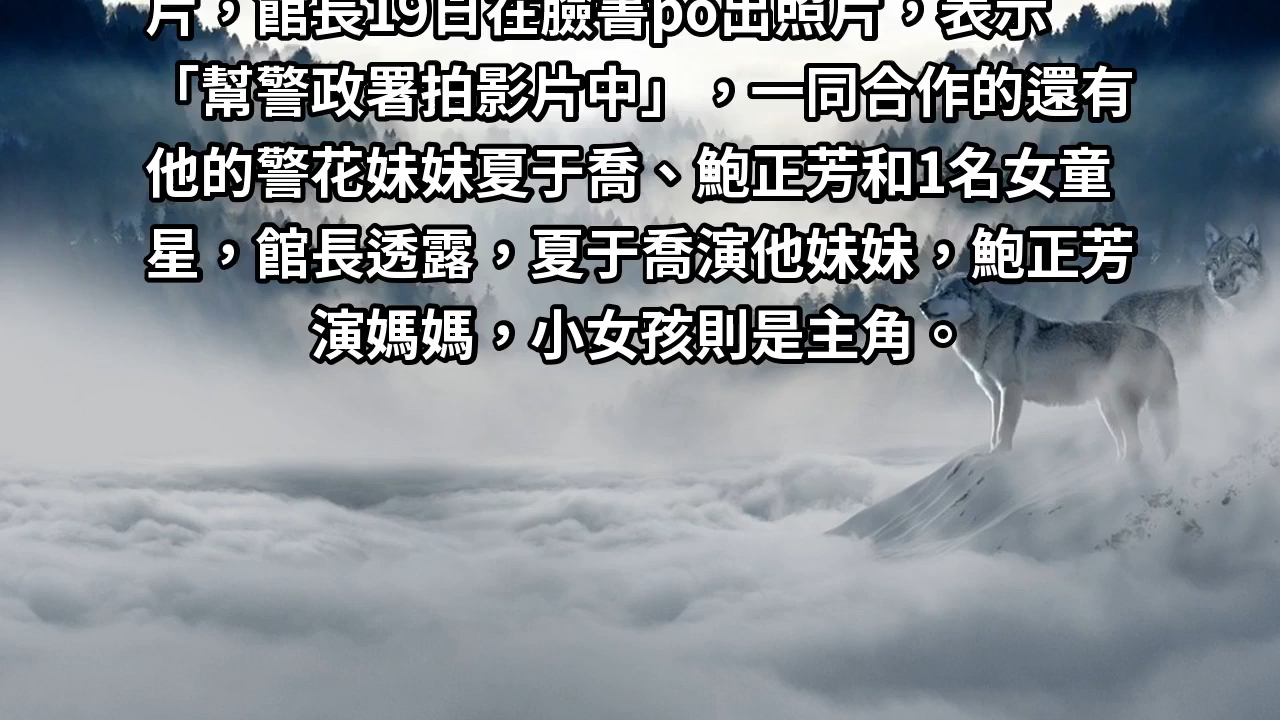 片，館長19日在臉書po出照片，表示
「幫警政署拍影片中」，一同合作的還有
他的警花妹妹夏于喬、鮑正芳和1名女童
星，館長透露，夏于喬演他妹妹，鮑正芳
演媽媽，小女孩則是主角。